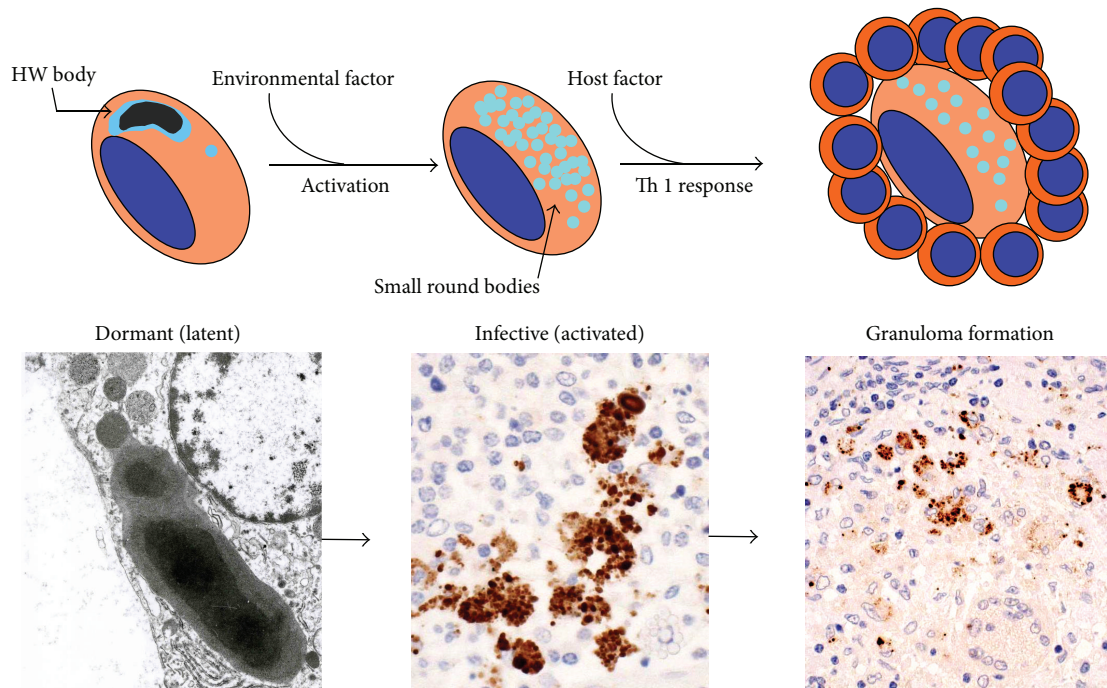 HW body
Environmental factor
Activation
Host factor
Th 1 response
Small round bodies
Dormant (latent)
Infective (activated)
Granuloma formation